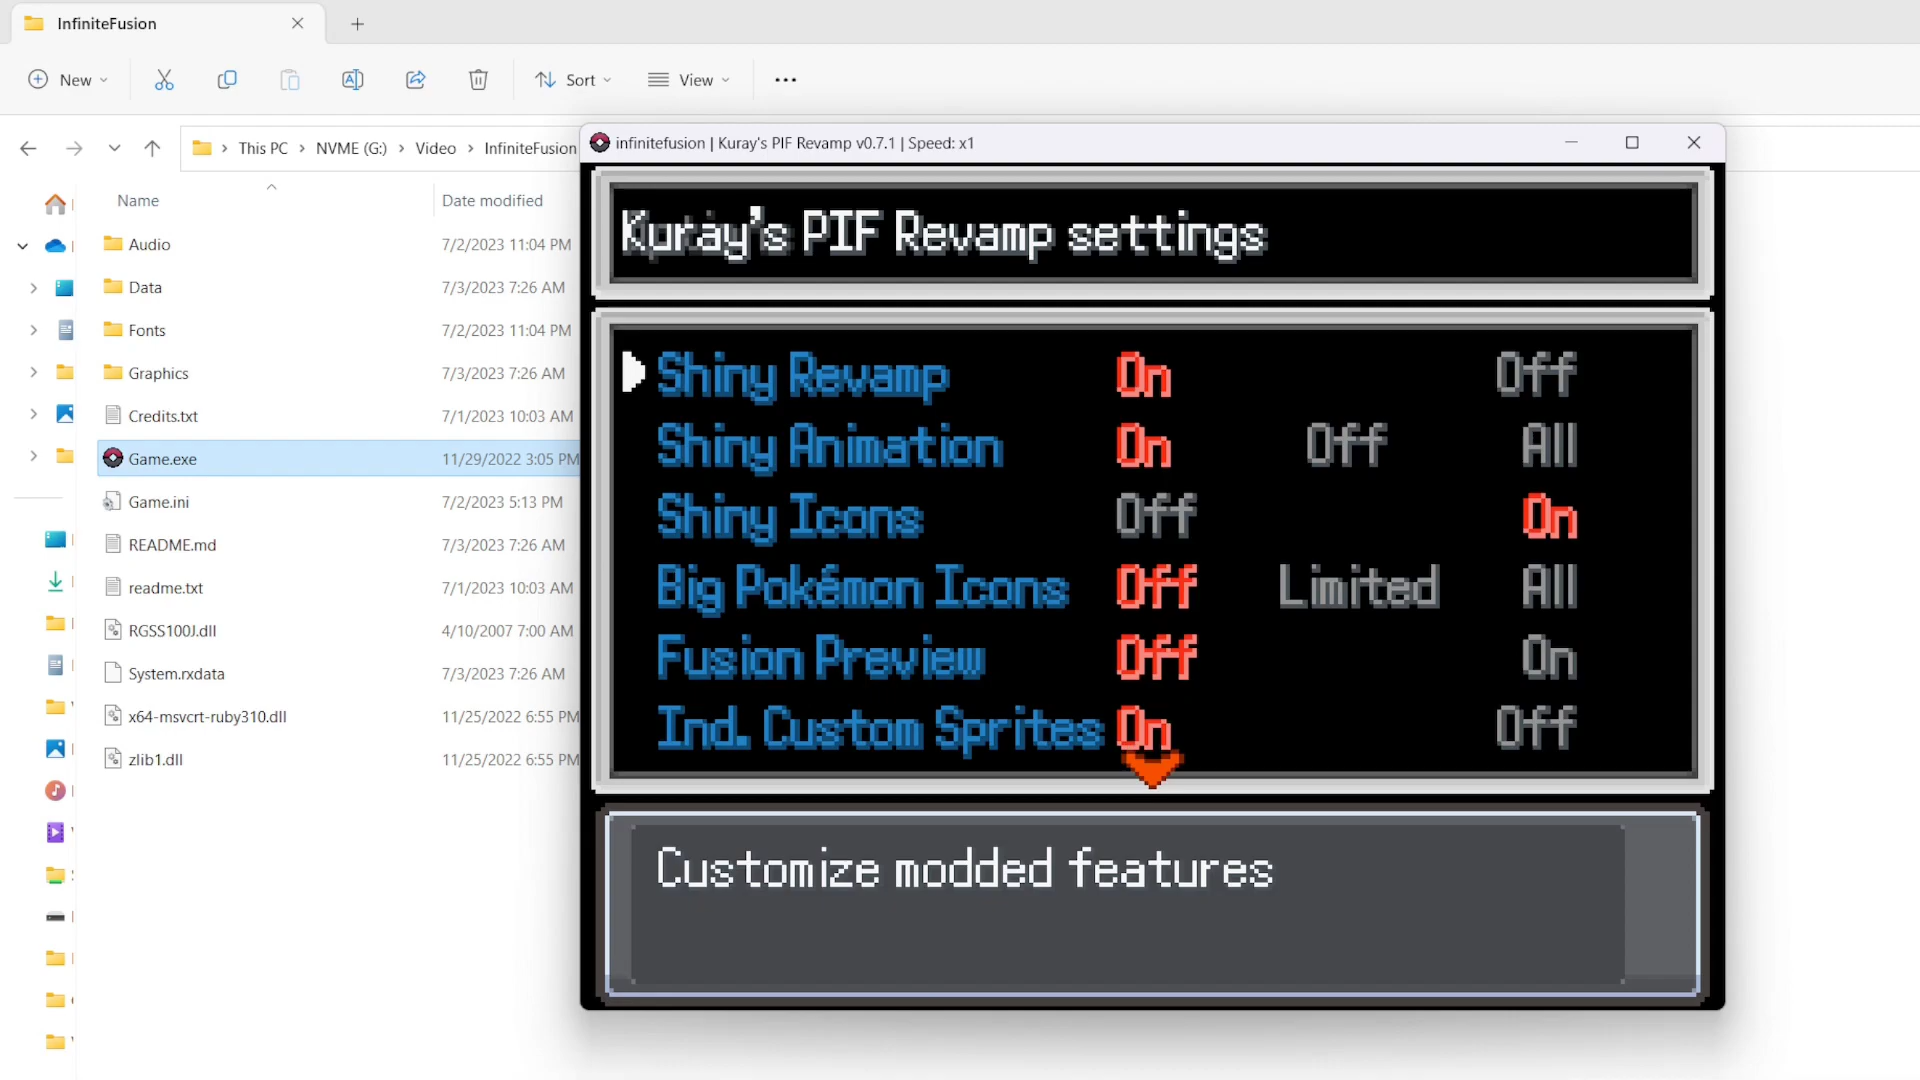 InfiniteFusion
New
Sort
View
This PC > NVME (G:) > Video > InfiniteFusion
Name
Date modified
Audio 7/2/2023 11:04 PM
Data 7/3/2023 7:26 AM
Fonts 7/2/2023 11:04 PM
Graphics 7/3/2023 7:26 AM
Credits.txt 7/1/2023 10:03 AM
Game.exe 11/29/2022 3:05 PM
Game.ini 7/2/2023 5:13 PM
README.md 7/3/2023 7:26 AM
readme.txt 7/1/2023 10:03 AM
RGSS100J.dll 4/10/2007 7:00 AM
System.rxdata 7/3/2023 7:26 AM
x64-msvcrt-ruby310.dll 11/25/2022 6:55 PM
zlib1.dll 11/25/2022 6:55 PM
infinitefusion | Kuray's PIF Revamp v0.7.1 | Speed: x1
Kuray's PIF Revamp settings
Shiny Revamp On Off
Shiny Animation On Off All
Shiny Icons Off On
Big Pokémon Icons Off Limited All
Fusion Preview Off On
Ind. Custom Sprites On Off
Customize modded features